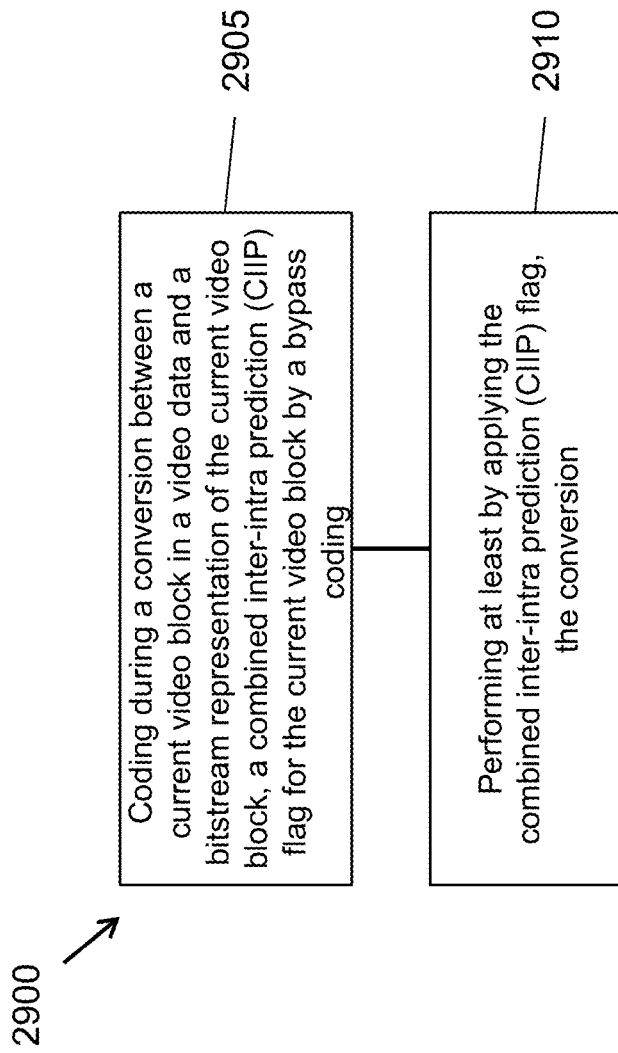 2900
Coding during a conversion between a
current video block in a video data and a
bitstream representation of the current video
block, a combined inter-intra prediction (CIIP)
flag for the current video block by a bypass
coding
2905
Performing at least by applying the
combined inter-intra prediction (CIIP) flag,
the conversion
2910